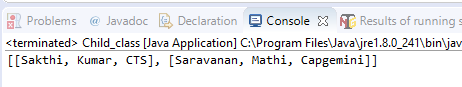 Problems @ Javadoc Declaration Console Results of running s
<terminated> Child_class [Java Application] C:\Program Files\Java\jre1.8.0_241\bin\jav
[[Sakthi, Kumar, CTS], [Saravanan, Mathi, Capgemini]]